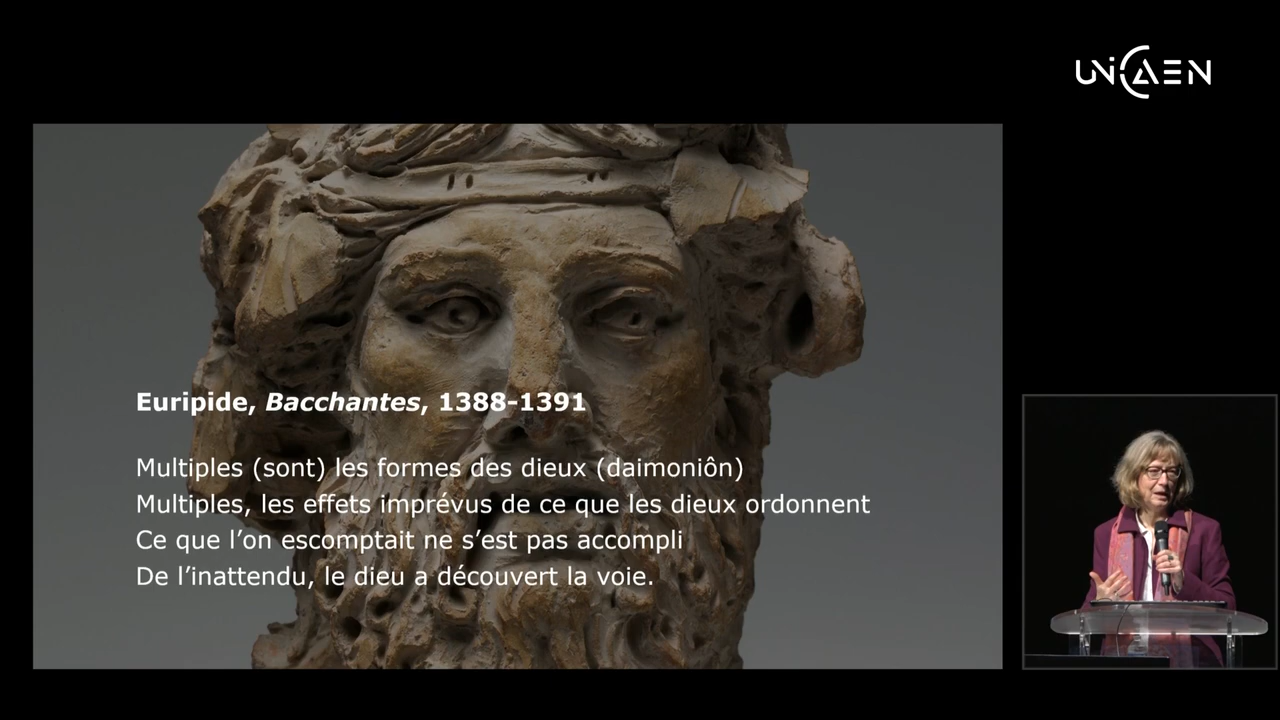 UNICAEN
Euripide, Bacchantes, 1388-1391
Multiples (sont) les formes des dieux (daimoniôn)
Multiples, les effets imprévus de ce que les dieux ordonnent
Ce que l’on escomptait ne s’est pas accompli
De l’inattendu, le dieu a découvert la voie.